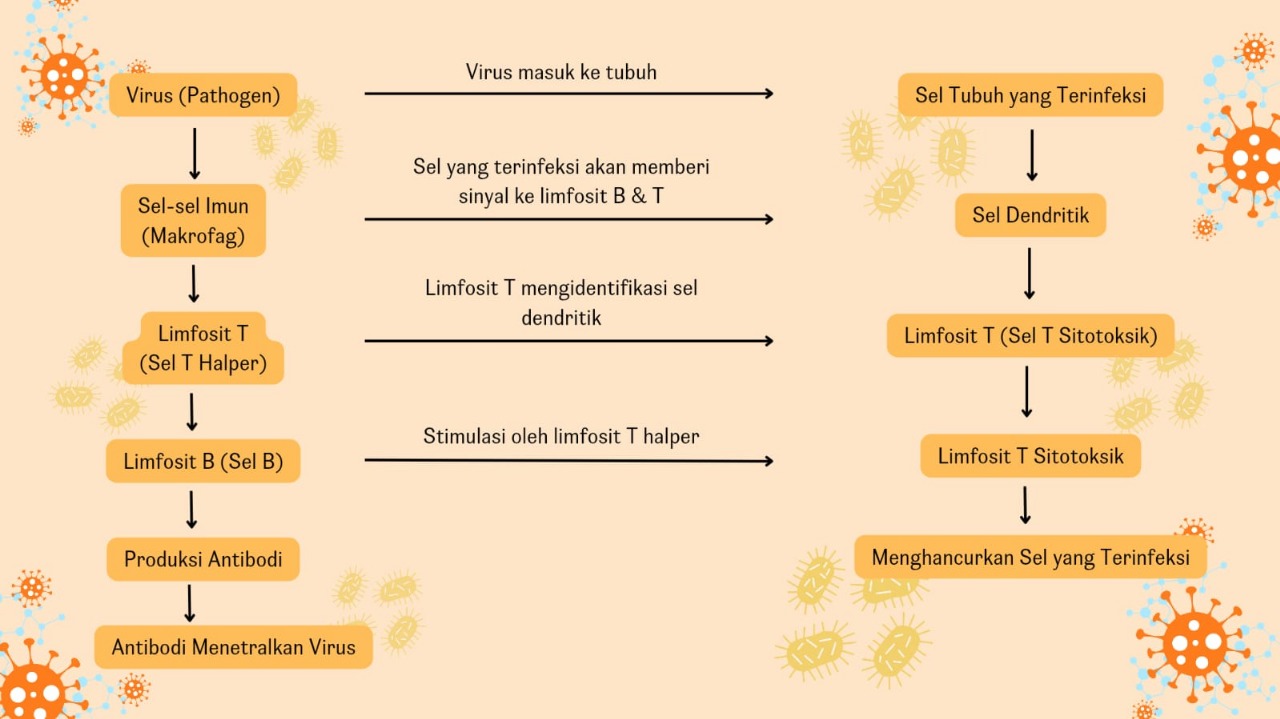 Virus (Pathogen)
Virus masuk ke tubuh
Sel Tubuh yang Terinfeksi
Sel yang terinfeksi akan memberi
sinyal ke limfosit B & T
Sel-sel Imun
(Makrofag)
Sel Dendritik
Limfosit T mengidentifikasi sel
dendritik
Limfosit T
(Sel T Halper)
Limfosit T (Sel T Sitotoksik)
Stimulasi oleh limfosit T halper
Limfosit B (Sel B)
Limfosit T Sitotoksik
Produksi Antibodi
Menghancurkan Sel yang Terinfeksi
Antibodi Menetralkan Virus